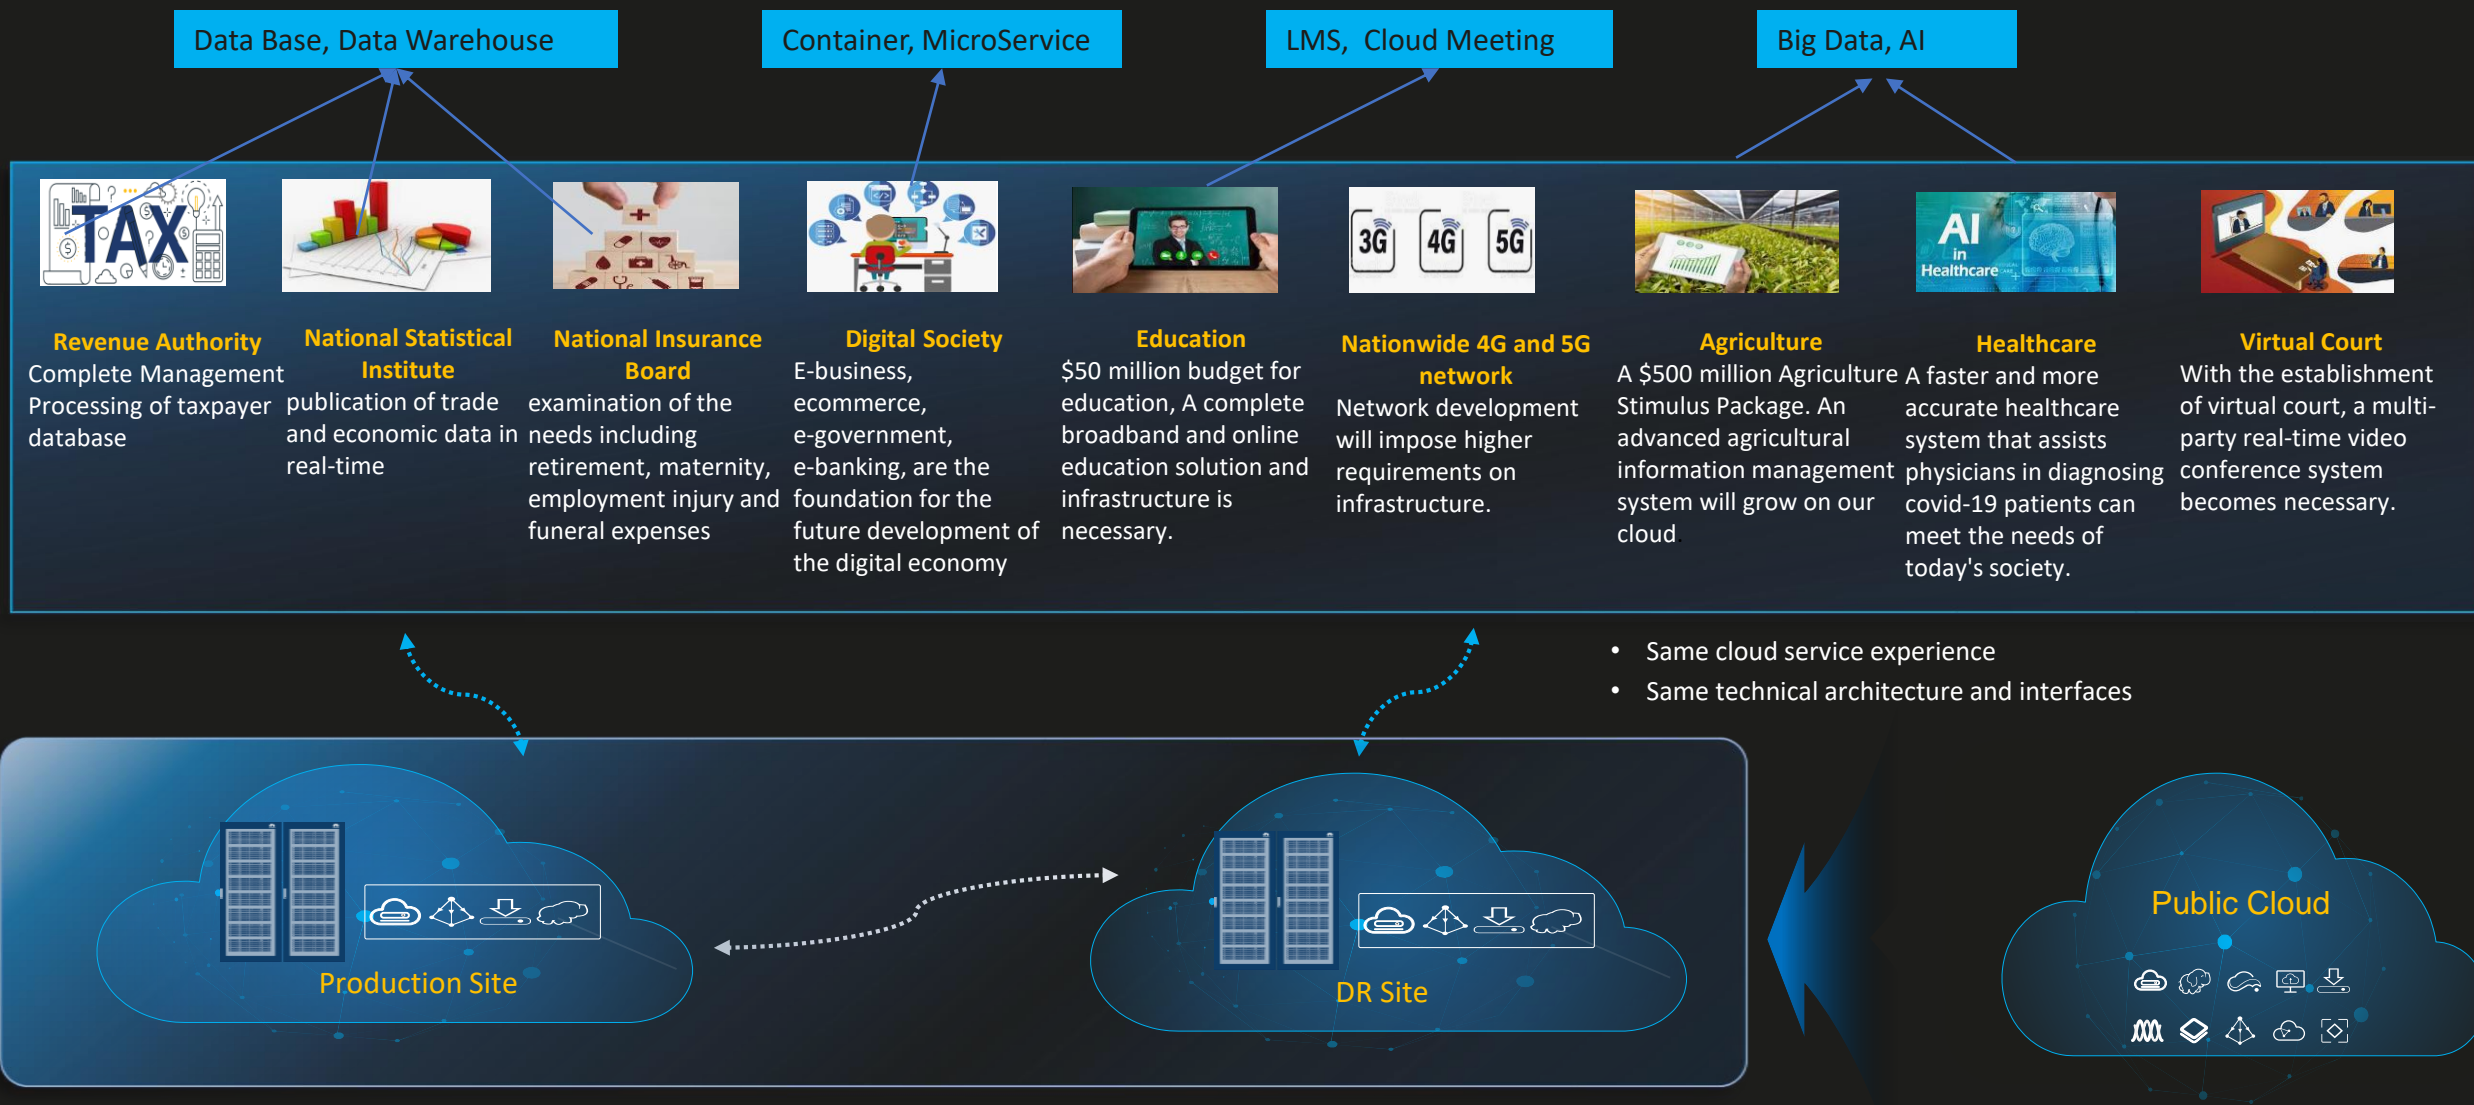 Data Base, Data Warehouse
Container, MicroService
LMS,  Cloud Meeting
Big Data, AI
TAX
3G
4G
5G
AI
in
Healthcare
Revenue Authority
Complete Management
Processing of taxpayer
database
National Statistical
Institute
publication of trade
and economic data in
real-time
National Insurance
Board
examination of the
needs including
retirement, maternity,
employment injury and
funeral expenses
Digital Society
E-business,
ecommerce,
e-government,
e-banking, are the
foundation for the
future development of
the digital economy
Education
$50 million budget for
education, A complete
broadband and online
education solution and
infrastructure is
necessary.
Nationwide 4G and 5G
network
Network development
will impose higher
requirements on
infrastructure.
Agriculture
A $500 million Agriculture
Stimulus Package. An
advanced agricultural
information management
system will grow on our
cloud.
Healthcare
A faster and more
accurate healthcare
system that assists
physicians in diagnosing
covid-19 patients can
meet the needs of
today's society.
Virtual Court
With the establishment
of virtual court, a multi-
party real-time video
conference system
becomes necessary.
• Same cloud service experience
• Same technical architecture and interfaces
Production Site
DR Site
Public Cloud